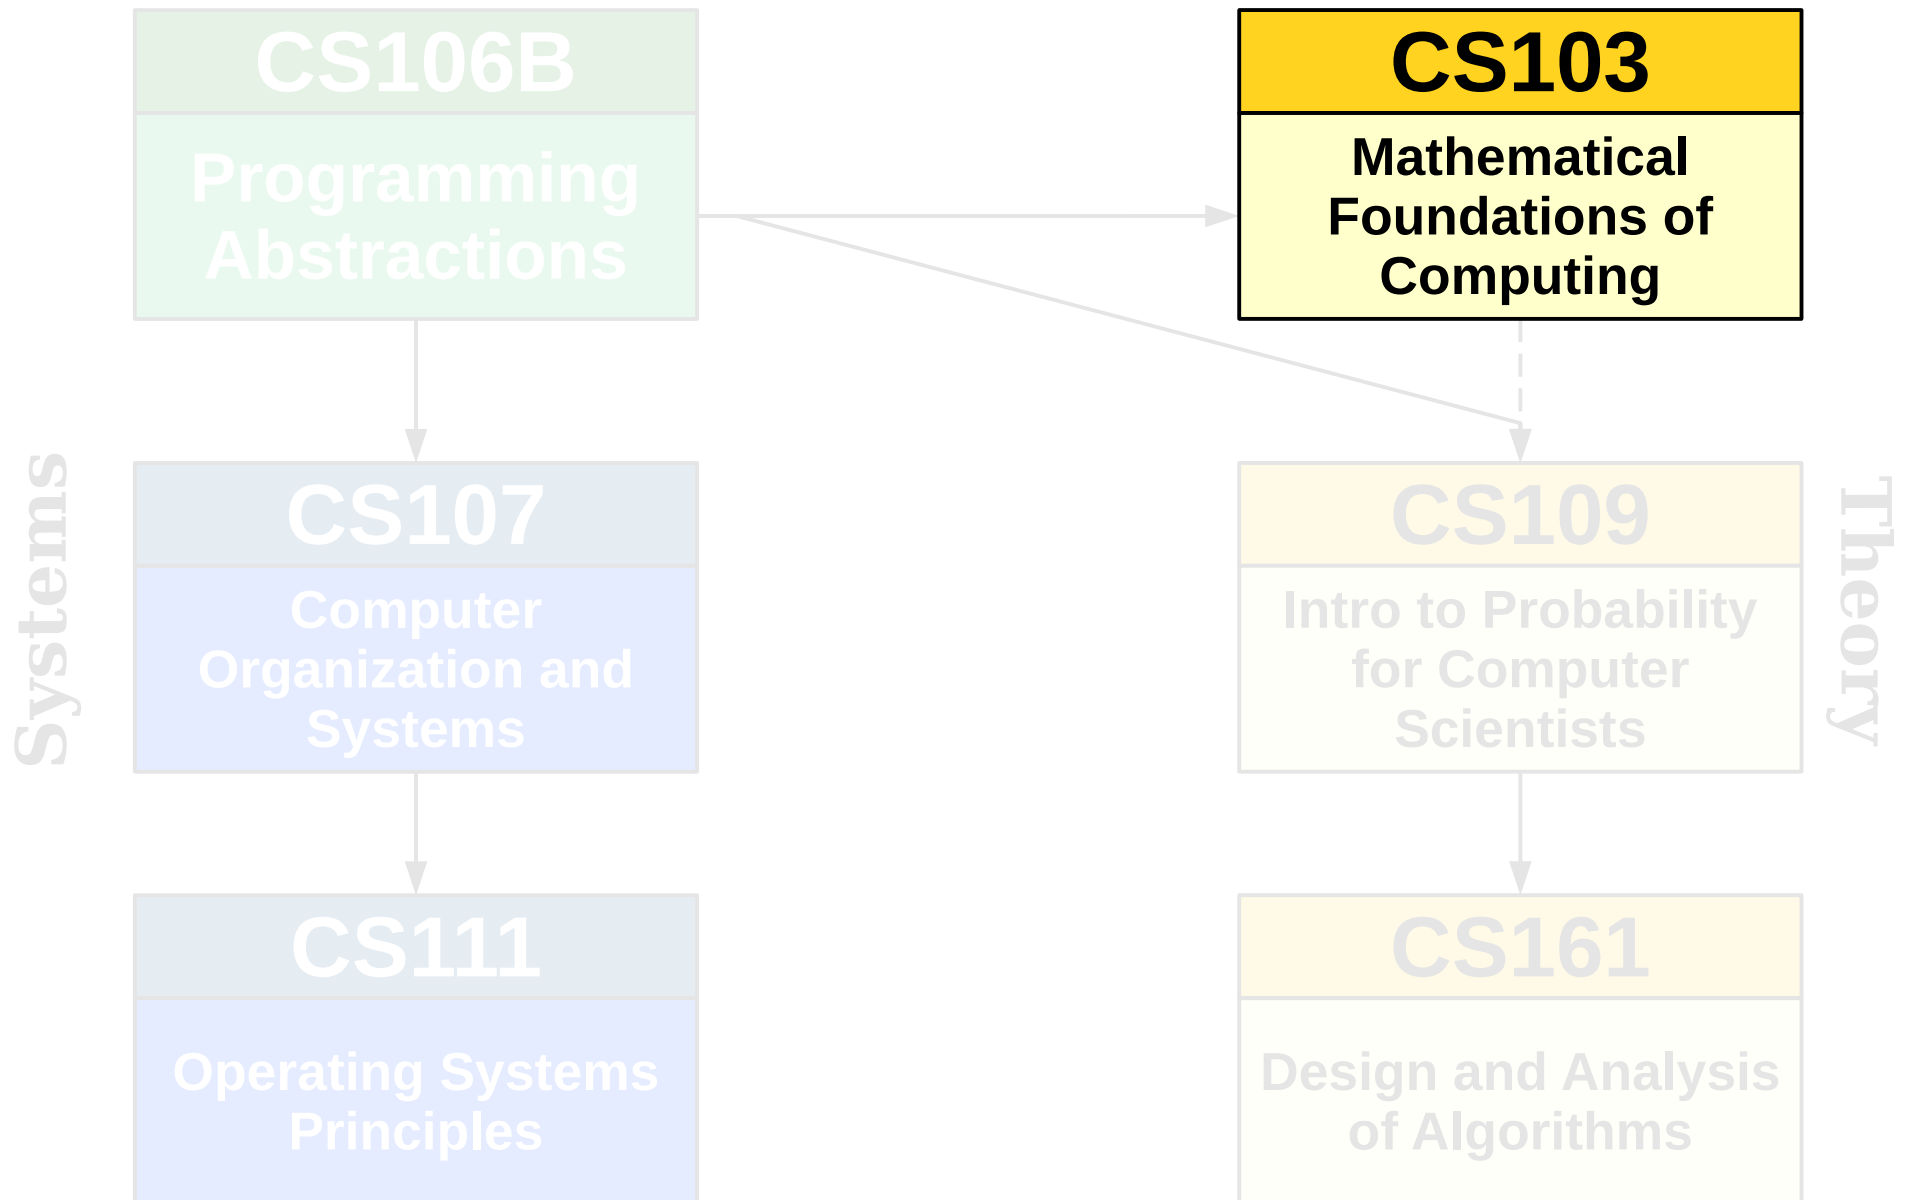 CS106B
Programming
Abstractions
CS103
Mathematical
Foundations of
Computing
Systems
CS107
Computer
Organization and
Systems
CS109
Intro to Probability
for Computer
Scientists
Theory
CS111
Operating Systems
Principles
CS161
Design and Analysis
of Algorithms